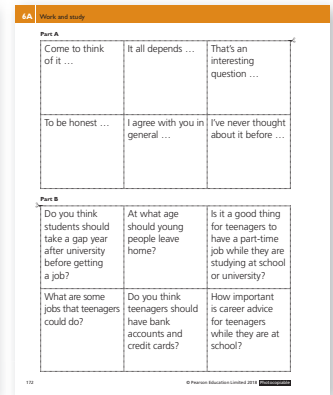 6A Work and study
Part A
Come to think
of it …
It all depends …
That's an
interesting
question …
To be honest …
I agree with you in
general …
I've never thought
about it before …
Part B
Do you think
students should
take a gap year
after university
before getting
a job?
At what age
should young
people leave
home?
Is it a good thing
for teenagers to
have a part-time
job while they are
studying at school
or university?
What are some
jobs that teenagers
could do?
Do you think
teenagers should
have bank
accounts and
credit cards?
How important
is career advice
for teenagers
while they are at
school?
172
© Pearson Education Limited 2018 Photocopiable